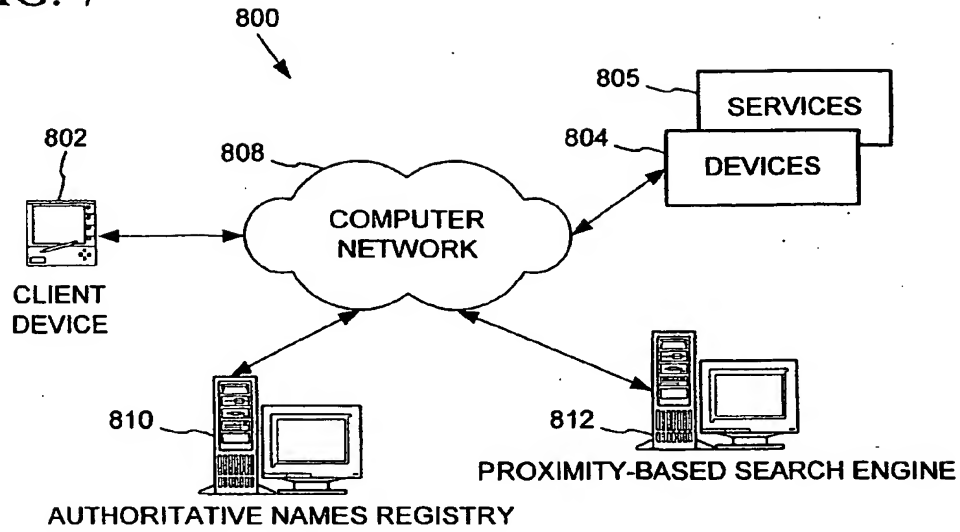 800
805
SERVICES
802
808
804
DEVICES
COMPUTER
NETWORK
CLIENT
DEVICE
810
812
PROXIMITY-BASED SEARCH ENGINE
AUTHORITATIVE NAMES REGISTRY